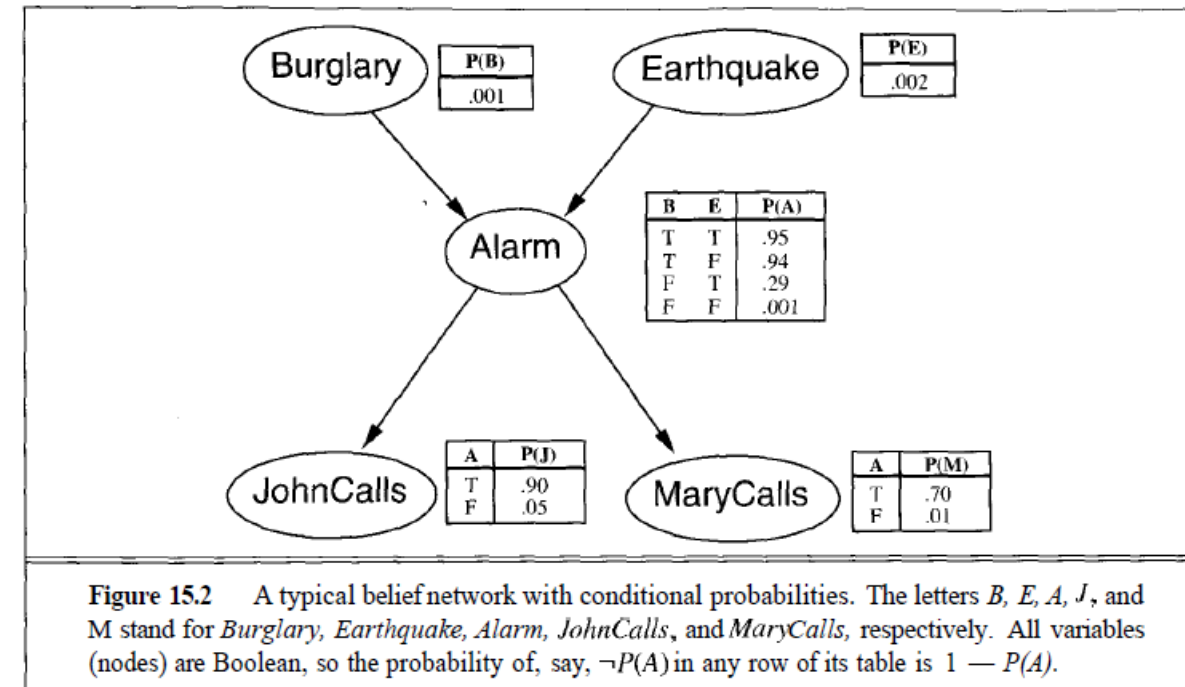 Burglary
P(B)
.001
Earthquake
P(E)
.002
Alarm
B E P(A)
T T .95
T F .94
F T .29
F F .001
JohnCalls
A P(J)
T .90
F .05
MaryCalls
A P(M)
T .70
F .01
Figure 15.2 A typical belief network with conditional probabilities. The letters B, E, A, J, and
M stand for Burglary, Earthquake, Alarm, JohnCalls, and MaryCalls, respectively. All variables
(nodes) are Boolean, so the probability of, say, ¬P(A) in any row of its table is 1 — P(A).